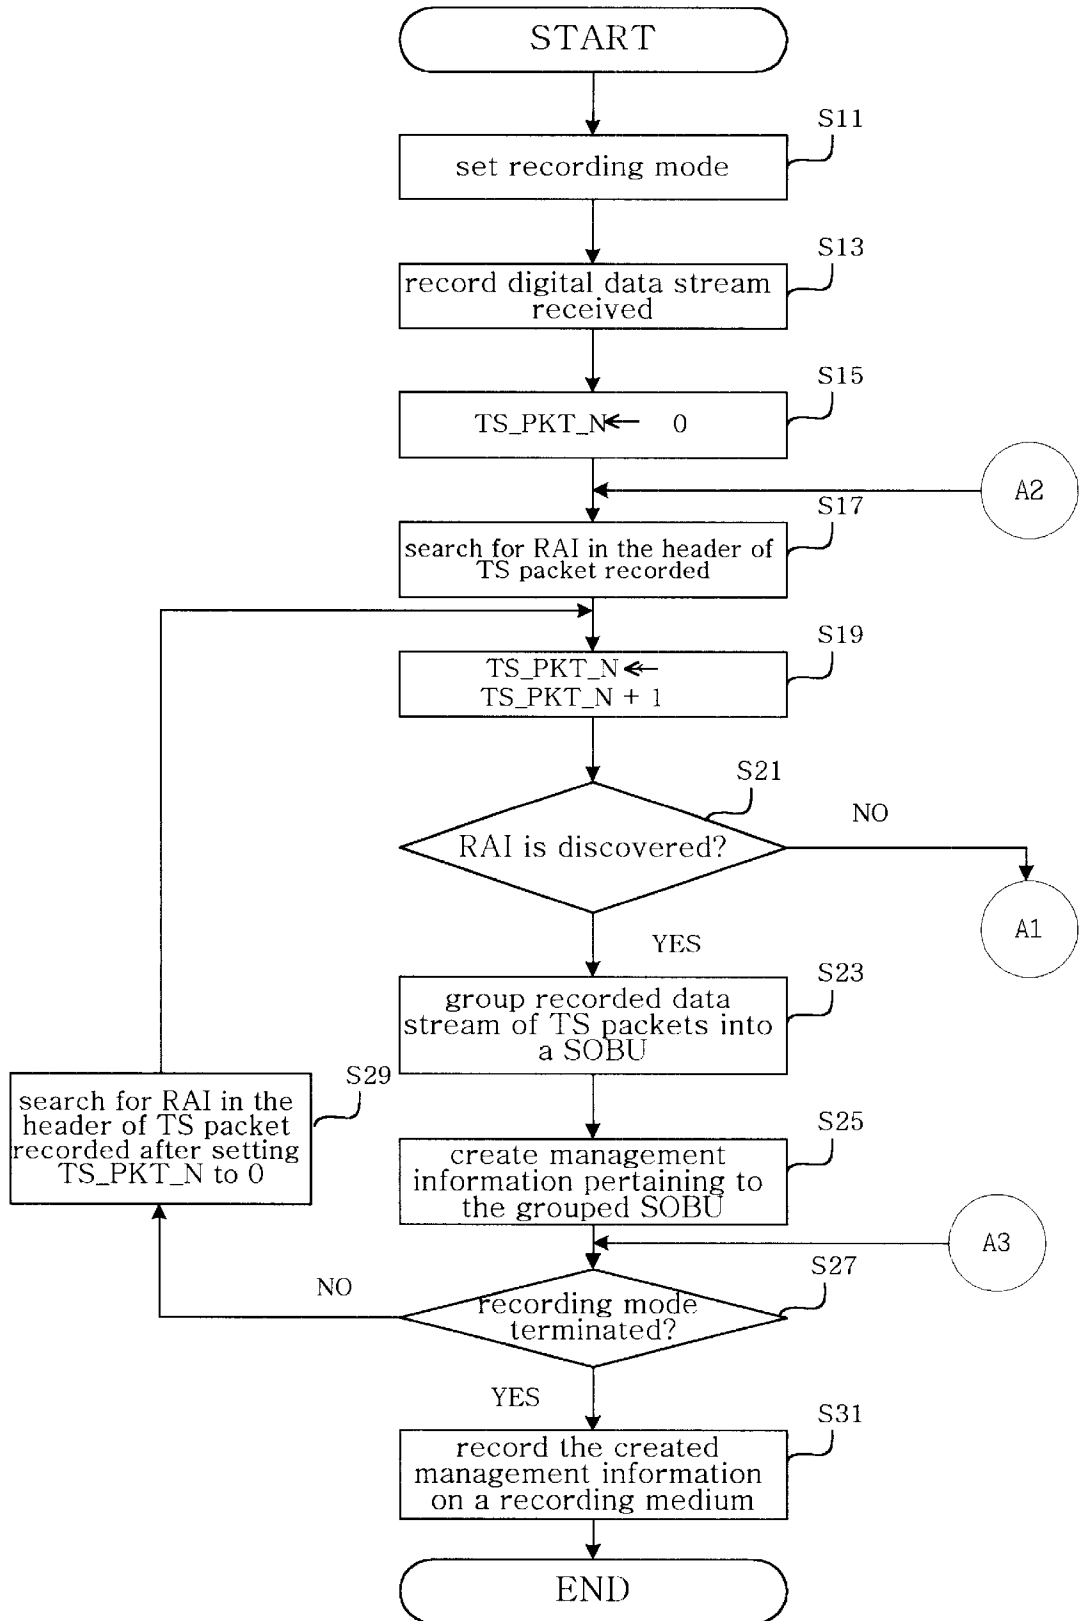 START
S11
set recording mode
S13
record digital data stream
received
S15
TS_PKT_N← 0
A2
S17
search for RAI in the header of
TS packet recorded
S19
TS_PKT_N ←
TS_PKT_N + 1
S21
NO
RAI is discovered?
A1
YES
S23
group recorded data
stream of TS packets into
a SOBU
S29
search for RAI in the
header of TS packet
recorded after setting
TS_PKT_N to 0
S25
create management
information pertaining to
the grouped SOBU
A3
S27
NO
recording mode
terminated?
YES
S31
record the created
management information
on a recording medium
END